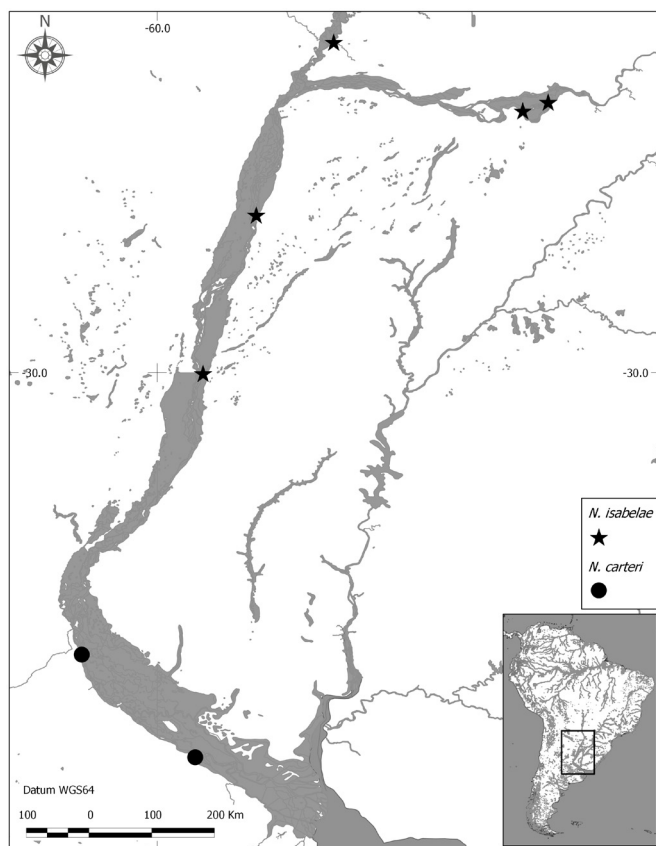 N
-60.0
-30.0
-30.0
N. isabelae
N. carteri
Datum WGS64
100 0 100 200 Km